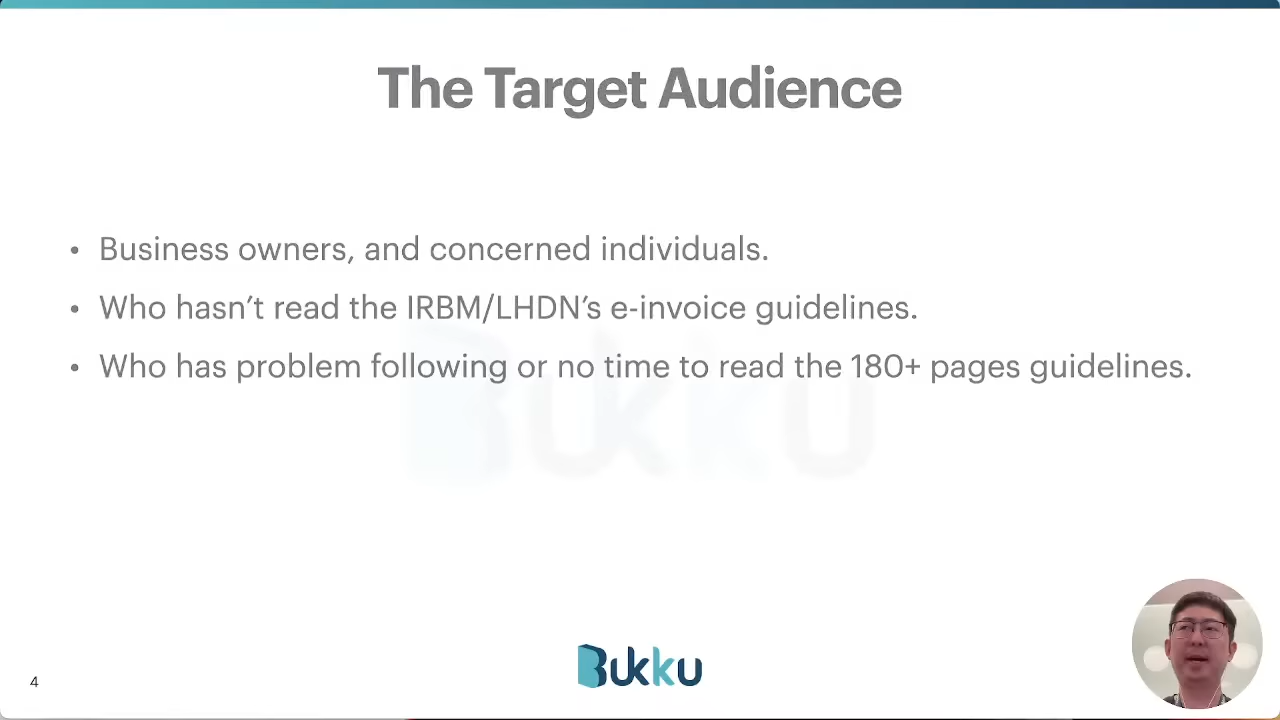 The Target Audience
• Business owners, and concerned individuals.
• Who hasn’t read the IRBM/LHDN’s e-invoice guidelines.
• Who has problem following or no time to read the 180+ pages guidelines.
Bukku
Bukku
4